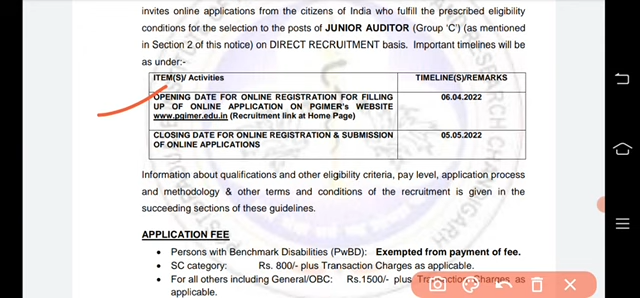 invites online applications from the citizens of India who fulfill the prescribed eligibility
conditions for the selection to the posts of JUNIOR AUDITOR (Group ‘C’) (as mentioned
in Section 2 of this notice) on DIRECT RECRUITMENT basis. Important timelines will be
as under:-
ITEM(S)/ Activities TIMELINE(S)/REMARKS
OPENING DATE FOR ONLINE REGISTRATION FOR FILLING
UP OF ONLINE APPLICATION ON PGIMER's WEBSITE 06.04.2022
www.pgimer.edu.in (Recruitment link at Home Page)
CLOSING DATE FOR ONLINE REGISTRATION & SUBMISSION 05.05.2022
OF ONLINE APPLICATIONS
Information about qualifications and other eligibility criteria, pay level, application process
and methodology & other terms and conditions of the recruitment is given in the
succeeding sections of these guidelines.
APPLICATION FEE
• Persons with Benchmark Disabilities (PwBD): Exempted from payment of fee.
• SC category: Rs. 800/- plus Transaction Charges as applicable.
• For all others including General/OBC: Rs.1500/- plus Transaction Charges as
applicable.